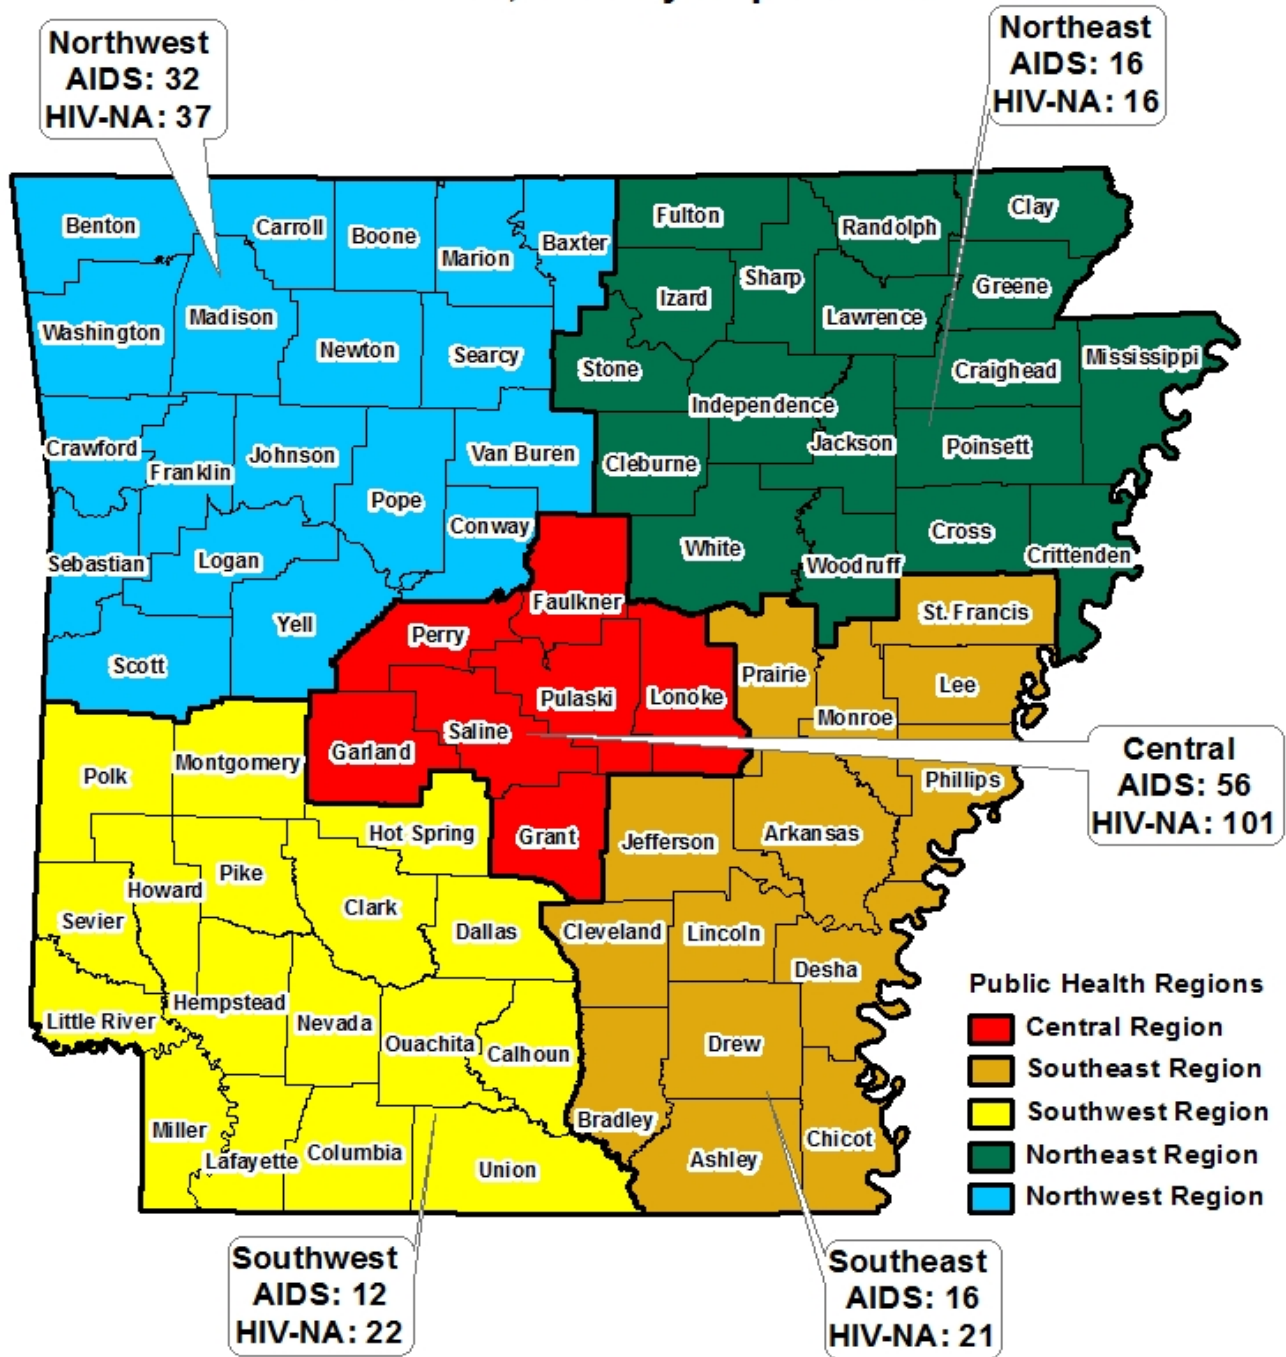 Northwest
AIDS: 32
HIV-NA: 37
Northeast
AIDS: 16
HIV-NA: 16
Benton
Carroll
Boone
Marion
Baxter
Fulton
Randolph
Clay
Washington
Madison
Newton
Searcy
Izard
Sharp
Lawrence
Greene
Stone
Independence
Craighead
Mississippi
Crawford
Franklin
Johnson
Pope
Van Buren
Cleburne
Jackson
Poinsett
Sebastian
Logan
Conway
White
Woodruff
Cross
Crittenden
Scott
Yell
Perry
Faulkner
St. Francis
Pulaski
Lonoke
Prairie
Lee
Garland
Saline
Monroe
Central
AIDS: 56
HIV-NA: 101
Polk
Montgomery
Phillips
Hot Spring
Grant
Jefferson
Arkansas
Howard
Pike
Sevier
Clark
Dallas
Cleveland
Lincoln
Desha
Little River
Hempstead
Nevada
Ouachita
Calhoun
Drew
Miller
Lafayette
Columbia
Union
Bradley
Ashley
Chicot
Public Health Regions
Central Region
Southeast Region
Southwest Region
Northeast Region
Northwest Region
Southwest
AIDS: 12
HIV-NA: 22
Southeast
AIDS: 16
HIV-NA: 21